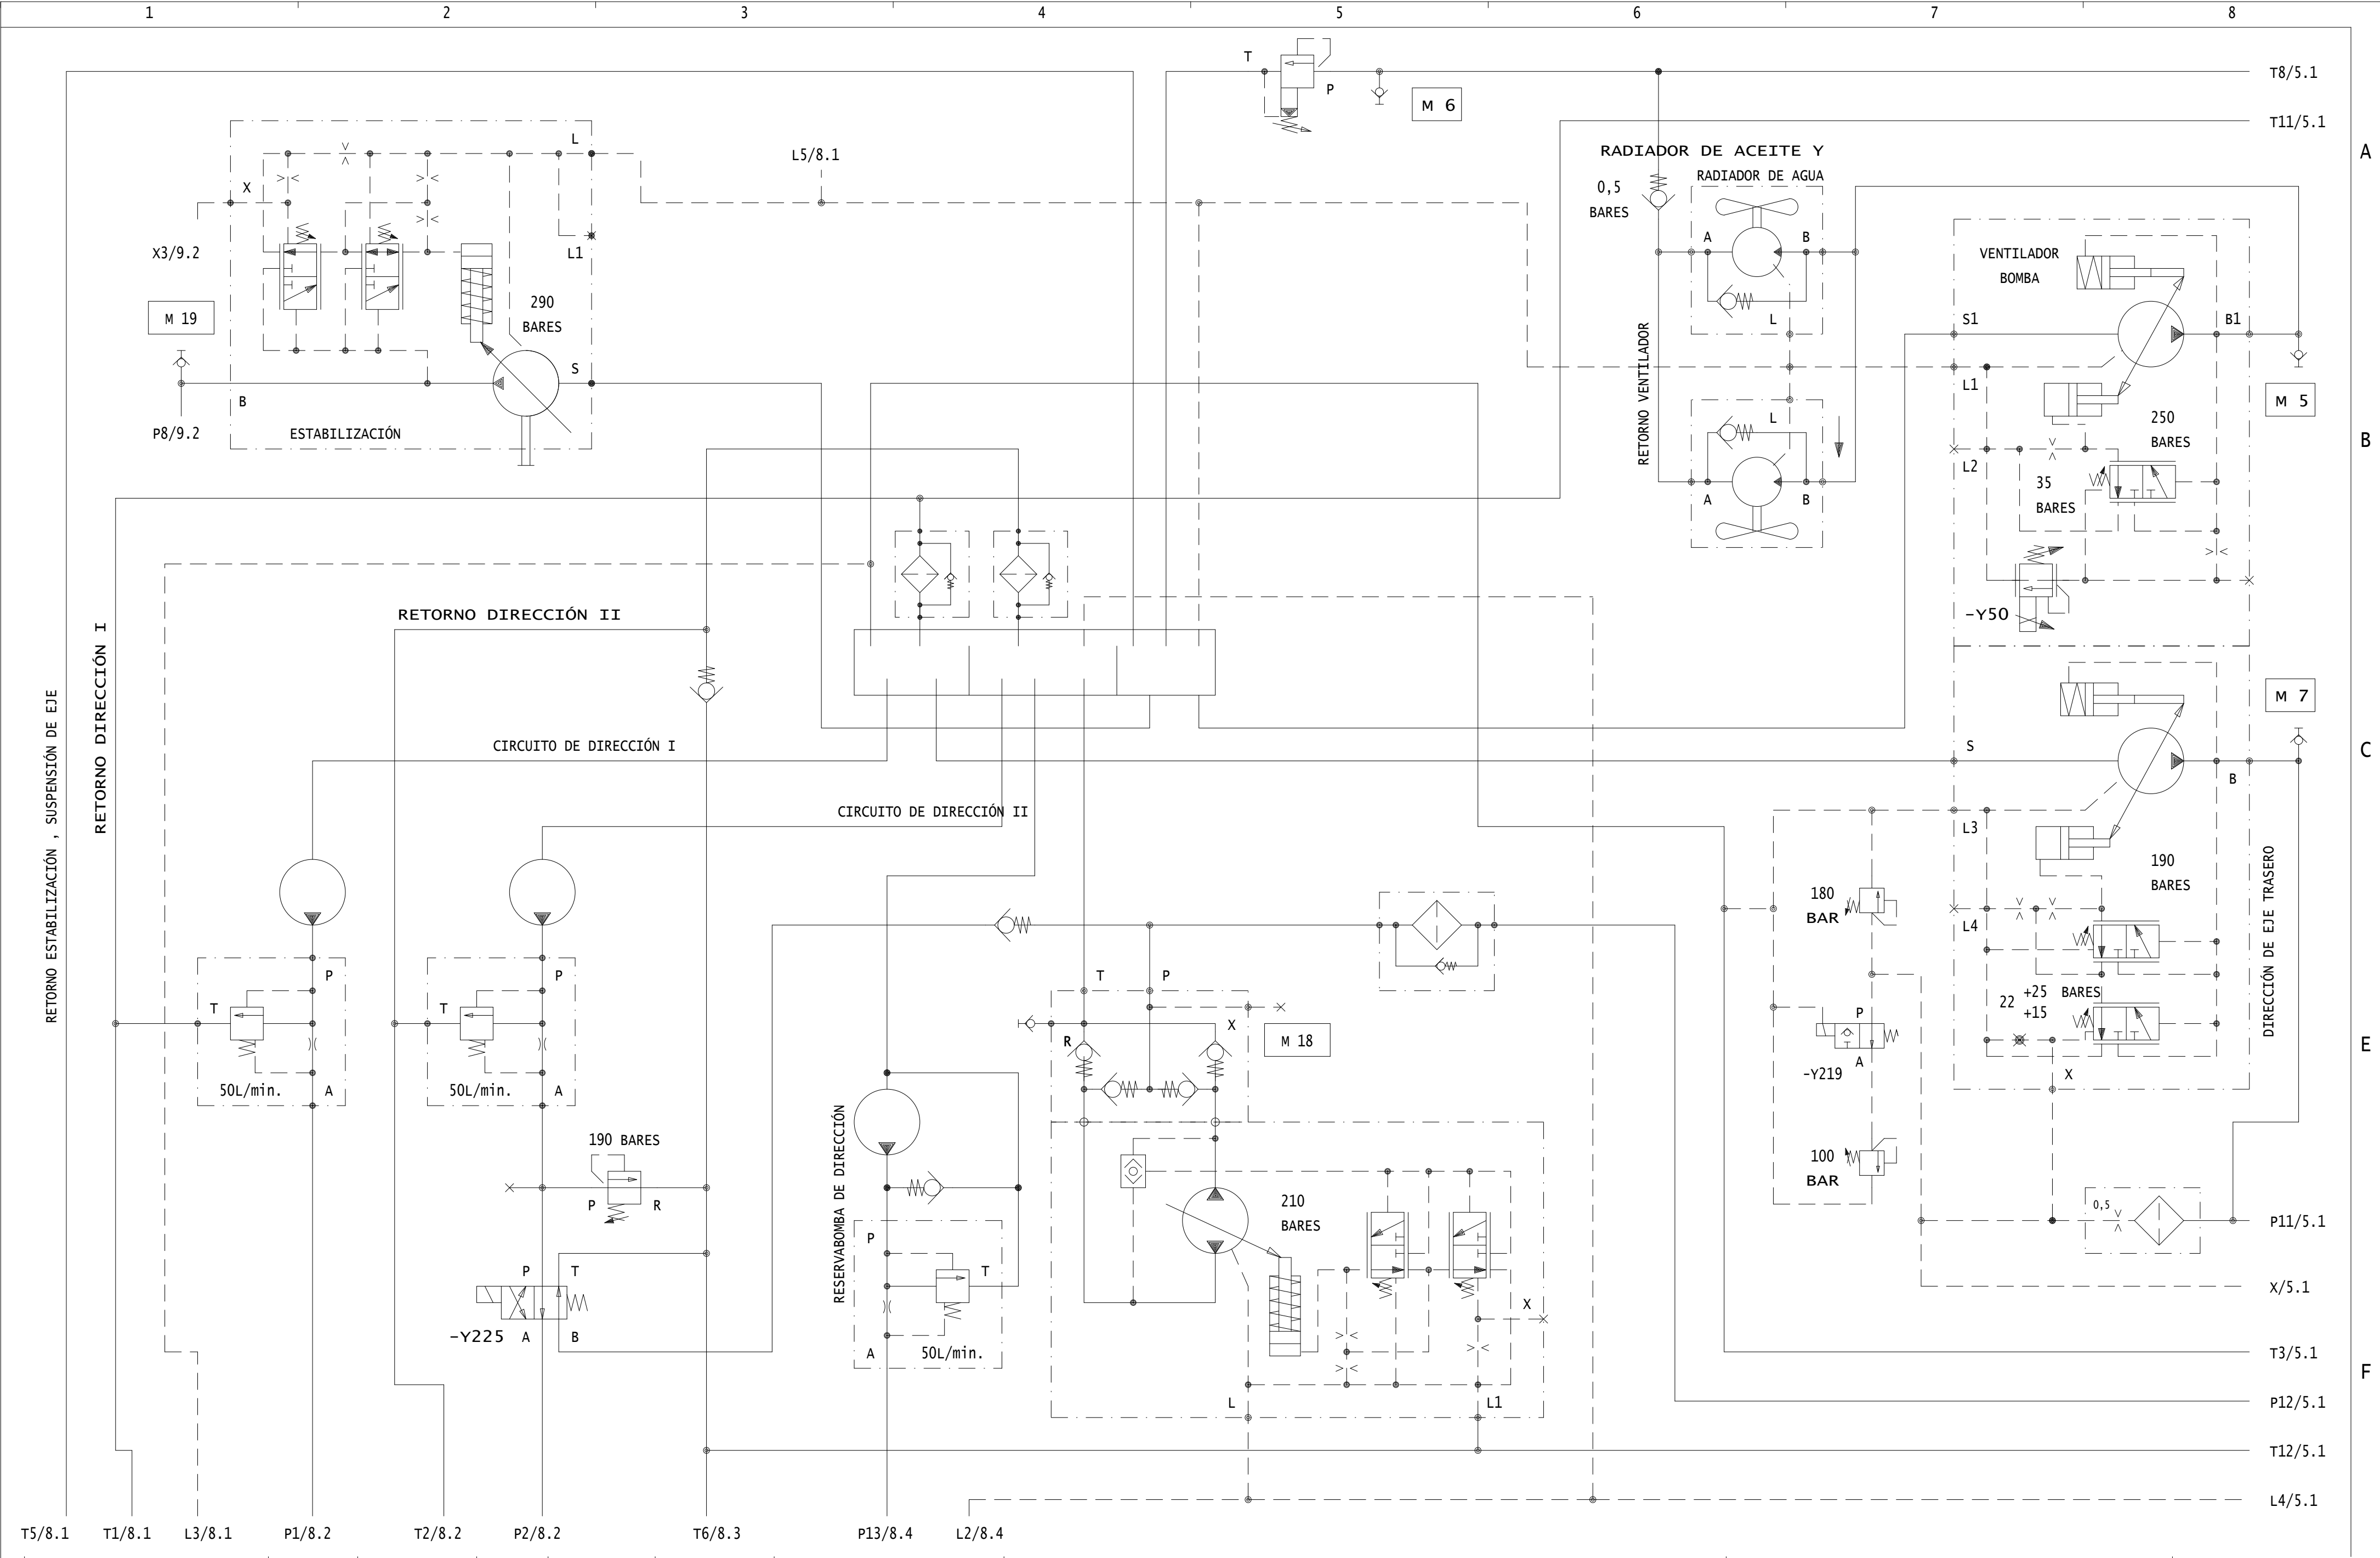 1 2 3 4 5 6 7 8
T
P
M 6
T8/5.1
T11/5.1
A
L
X
L5/8.1
RADIADOR DE ACEITE Y
RADIADOR DE AGUA
0,5
BARES
X3/9.2
L1
A B
VENTILADOR
BOMBA
M 19
290
BARES
L
S1
B1
RETORNO VENTILADOR
S
B
L1
M 5
P8/9.2
ESTABILIZACIÓN
L
250
BARES
B
L2
35
BARES
A B
RETORNO DIRECCIÓN II
-Y50
RETORNO ESTABILIZACIÓN , SUSPENSIÓN DE EJE
RETORNO DIRECCIÓN I
M 7
CIRCUITO DE DIRECCIÓN I
S
C
B
CIRCUITO DE DIRECCIÓN II
L3
190
BARES
DIRECCIÓN DE EJE TRASERO
180
BAR
L4
P
P
T P
T
T
22 +25 BARES
+15
P
X
R
M 18
E
A
-Y219
X
50L/min.
A
50L/min.
A
RESERVABOMBA DE DIRECCIÓN
190 BARES
100
BAR
P R
210
BARES
0,5
P11/5.1
P
P T
T
X/5.1
X
-Y225 A B
A
50L/min.
T3/5.1
F
L
L1
P12/5.1
T12/5.1
L4/5.1
T5/8.1 T1/8.1 L3/8.1 P1/8.2 T2/8.2 P2/8.2 T6/8.3 P13/8.4 L2/8.4